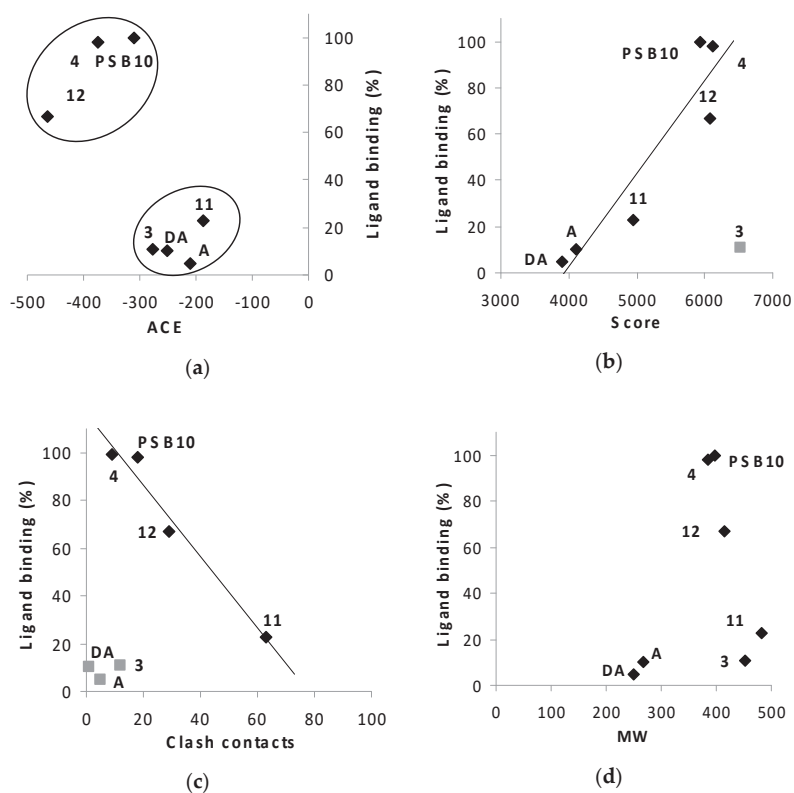 100
80
60
40
20
0
Ligand binding (%)
4 PSB10
12
11
3 DA
A
-500 -400 -300 -200 -100 0
ACE
(a)
Ligand binding (%)
100
80
60
40
20
0
PSB10
4
12
11
A
DA
3
3000 4000 5000 6000 7000
Score
(b)
Ligand binding (%)
100
80
60
40
20
0
PSB10
4
12
11
DA
3
A
0 20 40 60 80 100
Clash contacts
(c)
Ligand binding (%)
100
80
60
40
20
0
4 PSB10
12
11
3
A
DA
0 100 200 300 400 500
MW
(d)